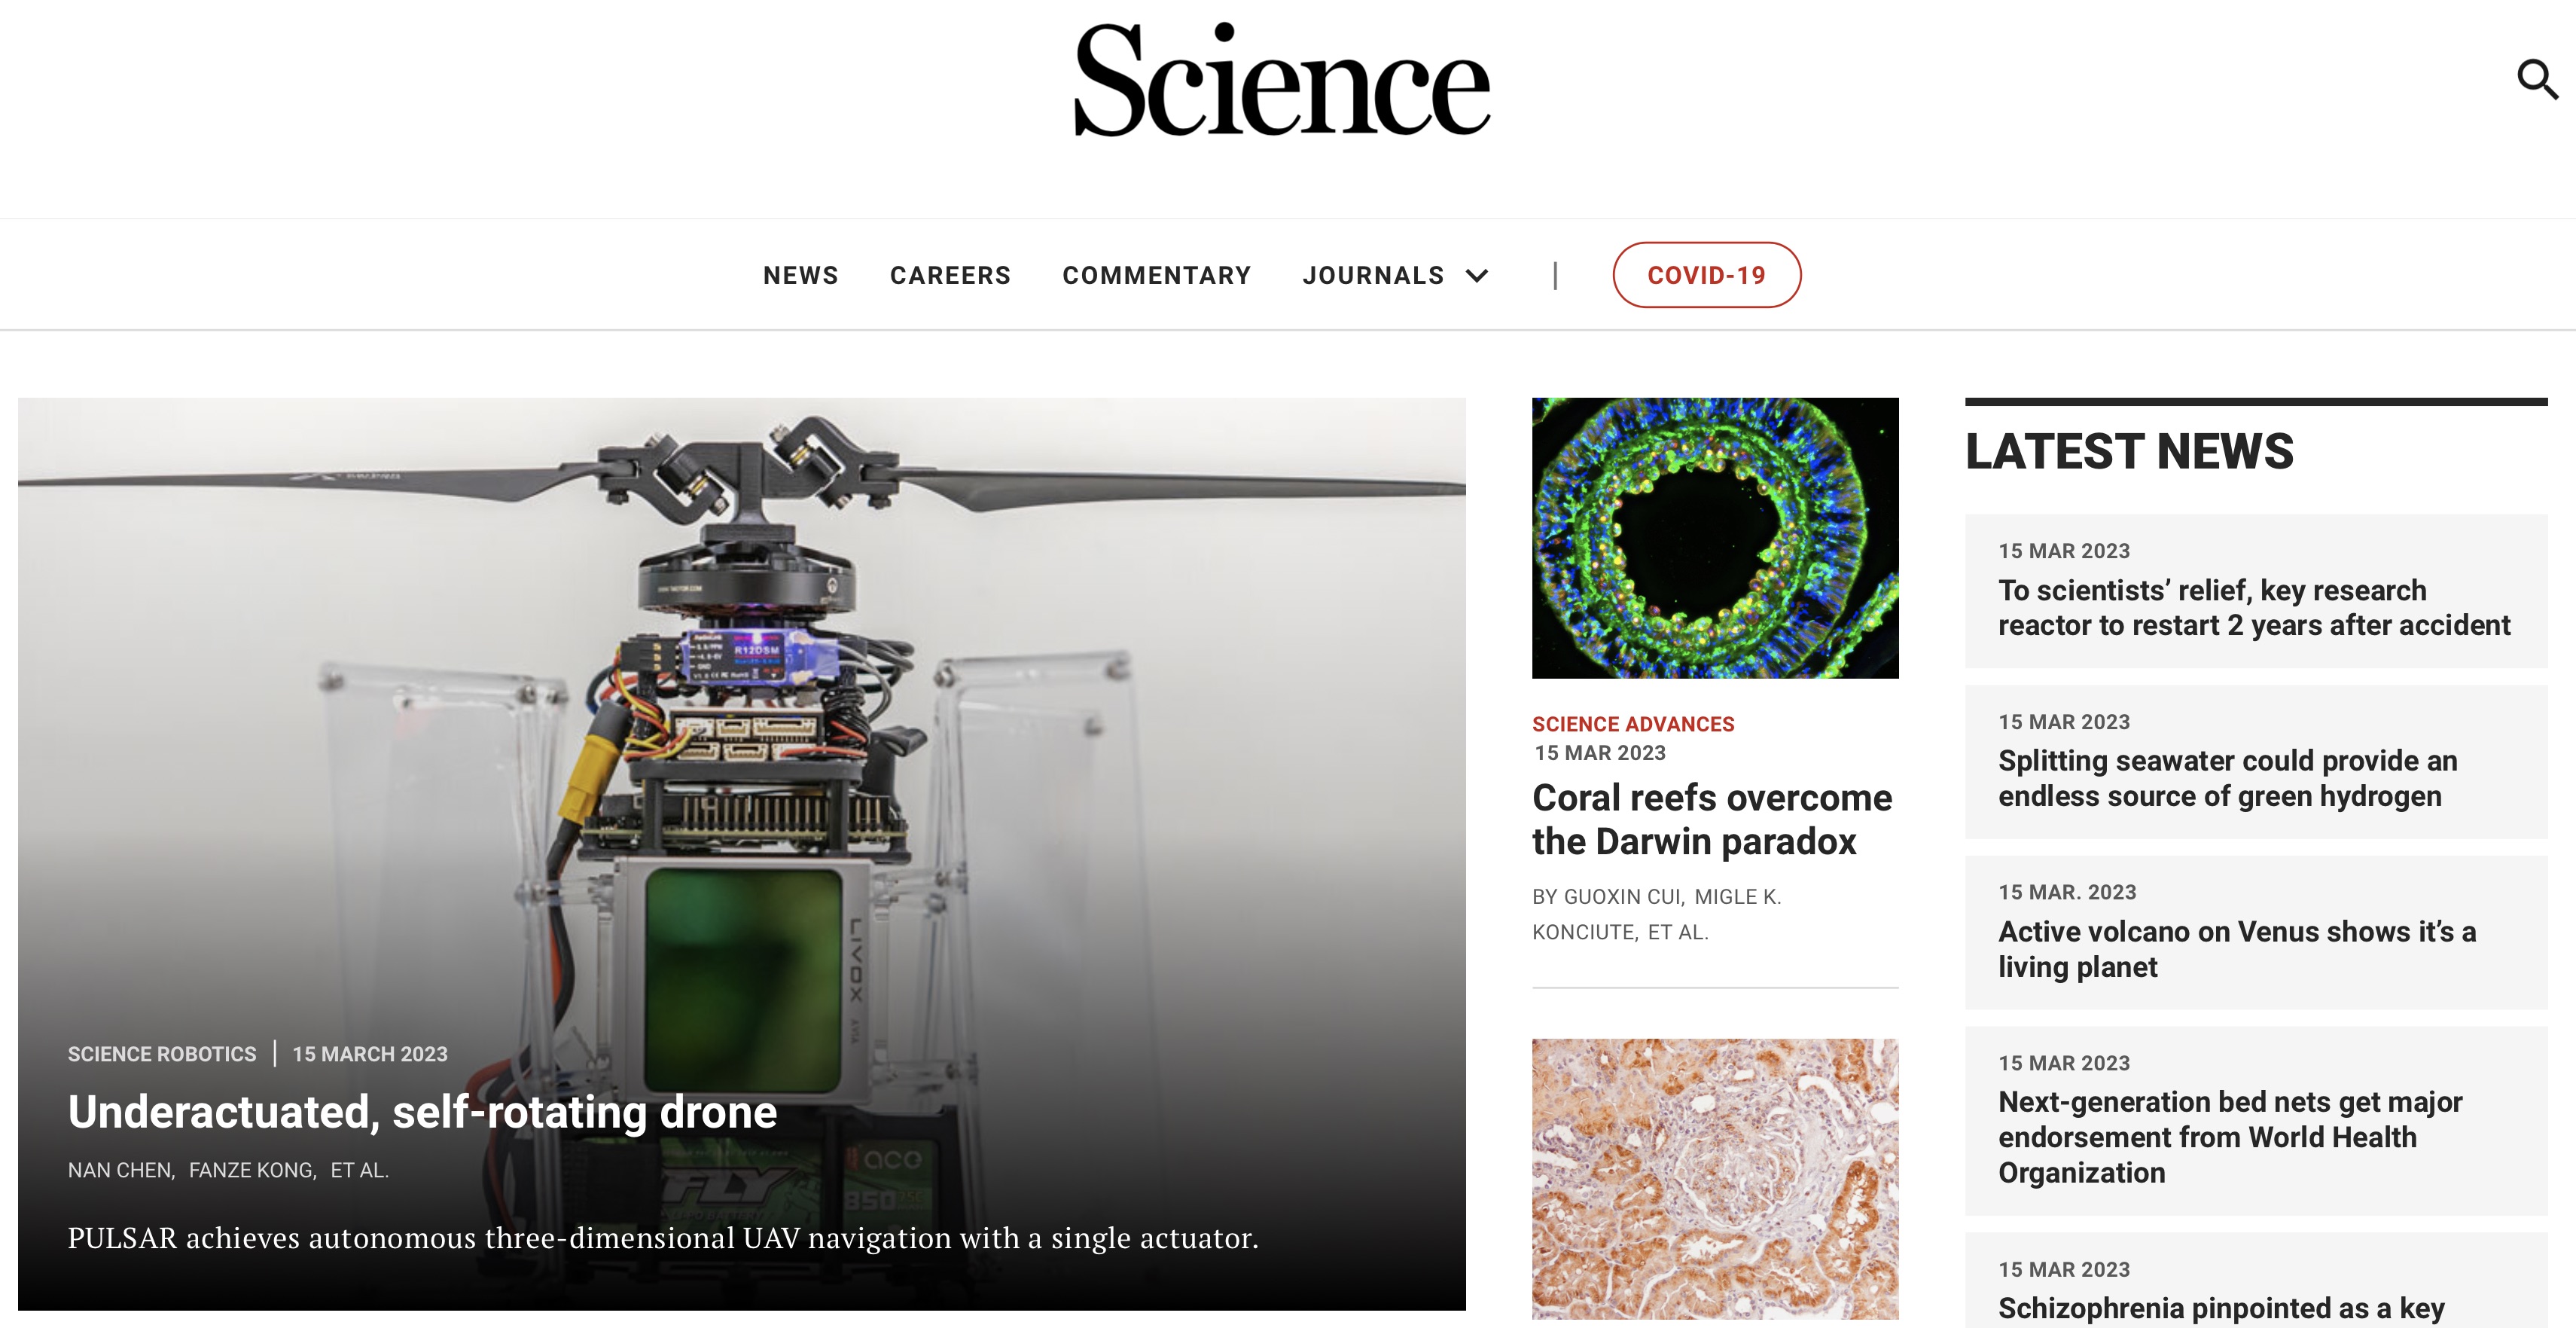 Science
NEWS CAREERS COMMENTARY JOURNALS | COVID-19
R12DSM
LIVOX
SCIENCE ROBOTICS | 15 MARCH 2023
Underactuated, self-rotating drone
NAN CHEN, FANZE KONG, ET AL.
ace
FLY
850
PULSAR achieves autonomous three-dimensional UAV navigation with a single actuator.
SCIENCE ADVANCES
15 MAR 2023
Coral reefs overcome
the Darwin paradox
BY GUOXIN CUI, MIGLE K.
KONCIUTE, ET AL.
LATEST NEWS
15 MAR 2023
To scientists’ relief, key research
reactor to restart 2 years after accident
15 MAR 2023
Splitting seawater could provide an
endless source of green hydrogen
15 MAR. 2023
Active volcano on Venus shows it’s a
living planet
15 MAR 2023
Next-generation bed nets get major
endorsement from World Health
Organization
15 MAR 2023
Schizophrenia pinpointed as a key